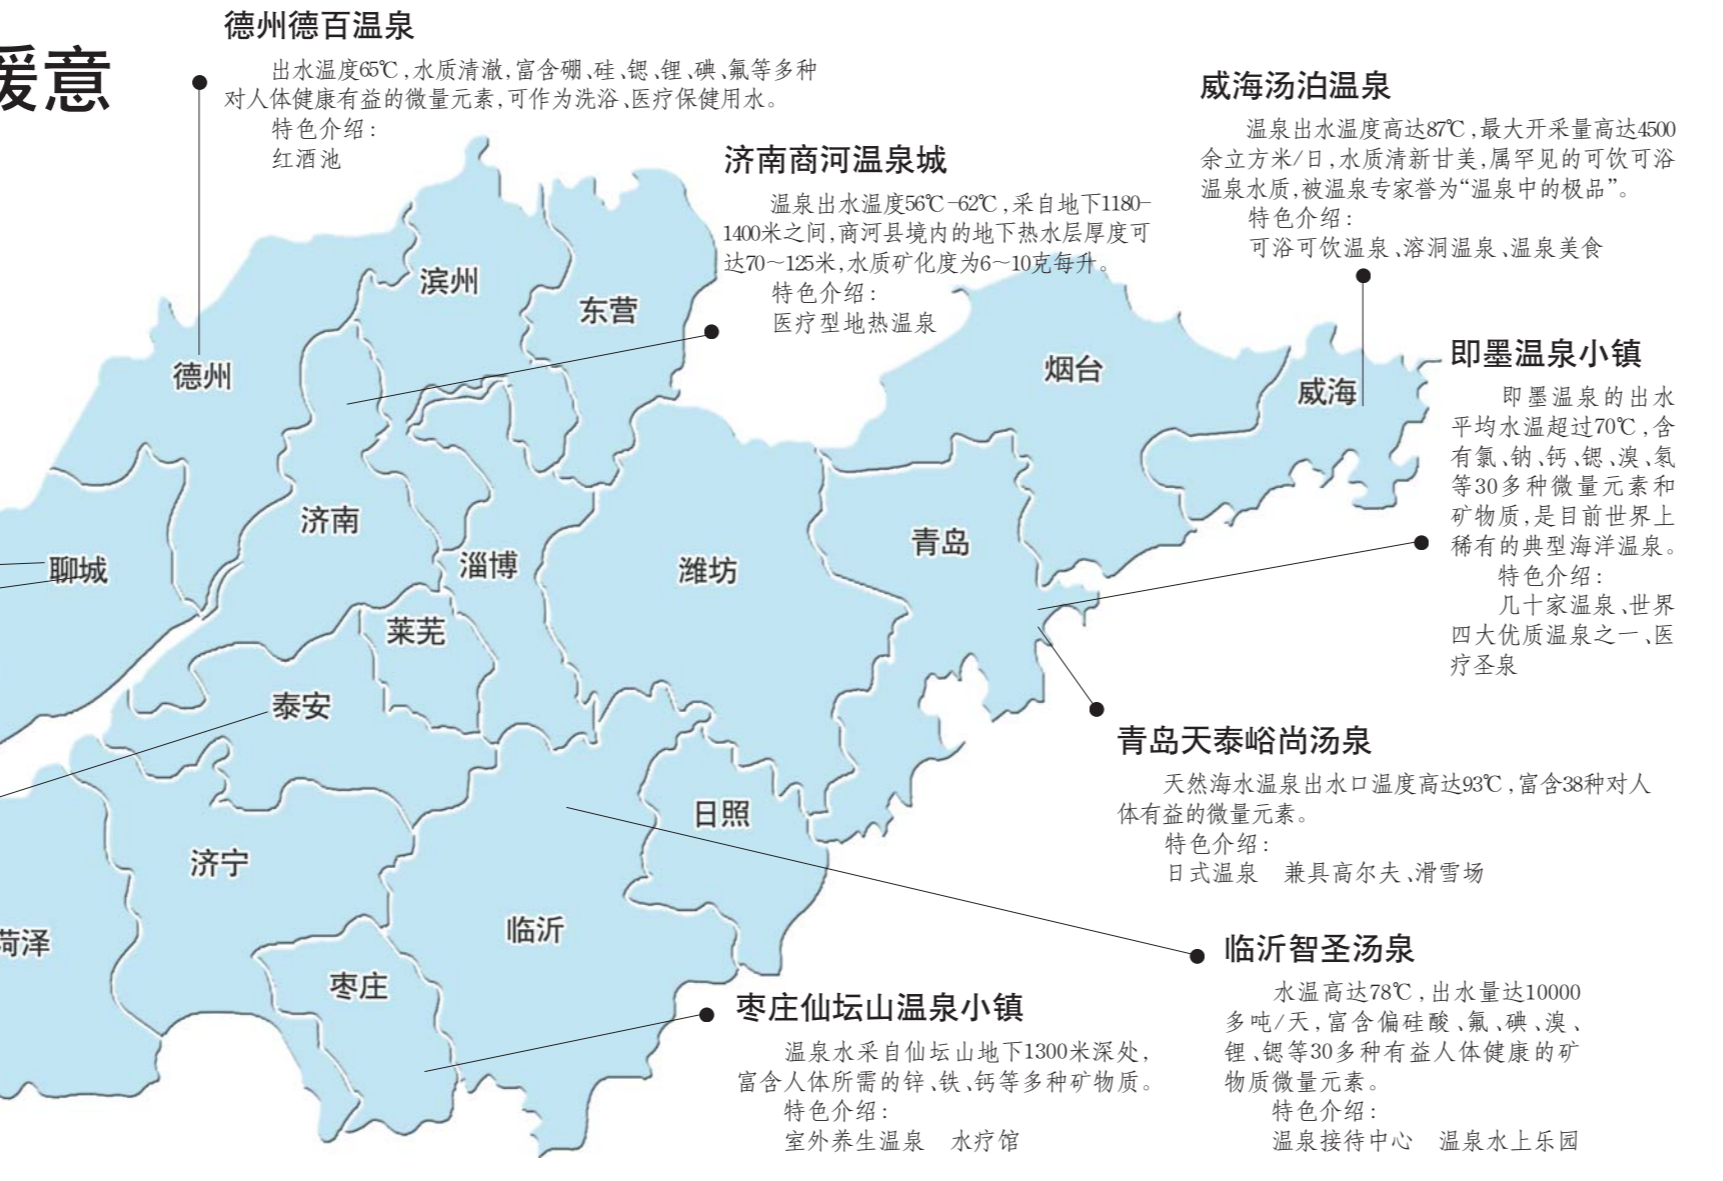 暖意
德州德百温泉
出水温度65℃,水质清澈,富含硼、硅、锶、锂、碘、氟等多种
对人体健康有益的微量元素,可作为洗浴、医疗保健用水。
特色介绍:
红酒池
济南商河温泉城
温泉出水温度56℃-62℃,采自地下1180-
1400米之间,商河县境内的地下热水层厚度可
达70～125米,水质矿化度为6～10克每升。
特色介绍:
医疗型地热温泉
威海汤泊温泉
温泉出水温度高达87℃,最大开采量高达4500
余立方米/日,水质清新甘美,属罕见的可饮可浴
温泉水质,被温泉专家誉为“温泉中的极品”。
特色介绍:
可浴可饮温泉、溶洞温泉、温泉美食
即墨温泉小镇
即墨温泉的出水
平均水温超过70℃,含
有氯、钠、钙、锶、溴、氡
等30多种微量元素和
矿物质,是目前世界上
稀有的典型海洋温泉。
特色介绍:
几十家温泉、世界
四大优质温泉之一、医
疗圣泉
青岛天泰峪尚汤泉
天然海水温泉出水口温度高达93℃,富含38种对人
体有益的微量元素。
特色介绍:
日式温泉 兼具高尔夫、滑雪场
临沂智圣汤泉
水温高达78℃,出水量达10000
多吨/天,富含偏硅酸、氟、碘、溴、
锂、锶等30多种有益人体健康的矿
物质微量元素。
特色介绍:
温泉接待中心 温泉水上乐园
枣庄仙坛山温泉小镇
温泉水采自仙坛山地下1300米深处,
富含人体所需的锌、铁、钙等多种矿物质。
特色介绍:
室外养生温泉 水疗馆
滨州
东营
德州
烟台
威海
济南
聊城
淄博
潍坊
青岛
莱芜
泰安
日照
济宁
临沂
菏泽
枣庄